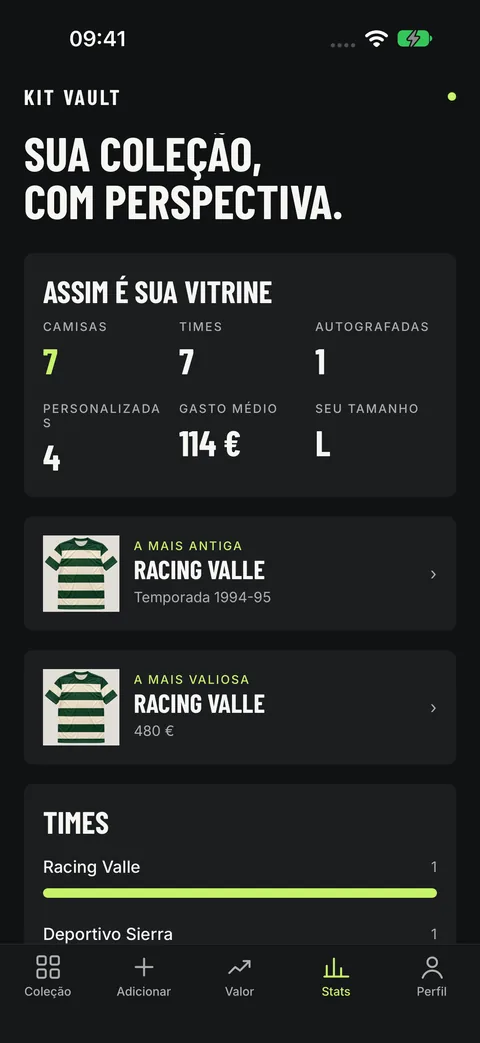 09:41
KIT VAULT
SUA COLEÇÃO,
COM PERSPECTIVA.
ASSIM É SUA VITRINE
CAMISAS
TIMES
AUTOGRAFADAS
7
7
1
PERSONALIZADA
S
GASTO MÉDIO
SEU TAMANHO
4
114 €
L
A MAIS ANTIGA
RACING VALLE
Temporada 1994-95
A MAIS VALIOSA
RACING VALLE
480 €
TIMES
Racing Valle 1
Deportivo Sierra 1
Coleção
Adicionar
Valor
Stats
Perfil